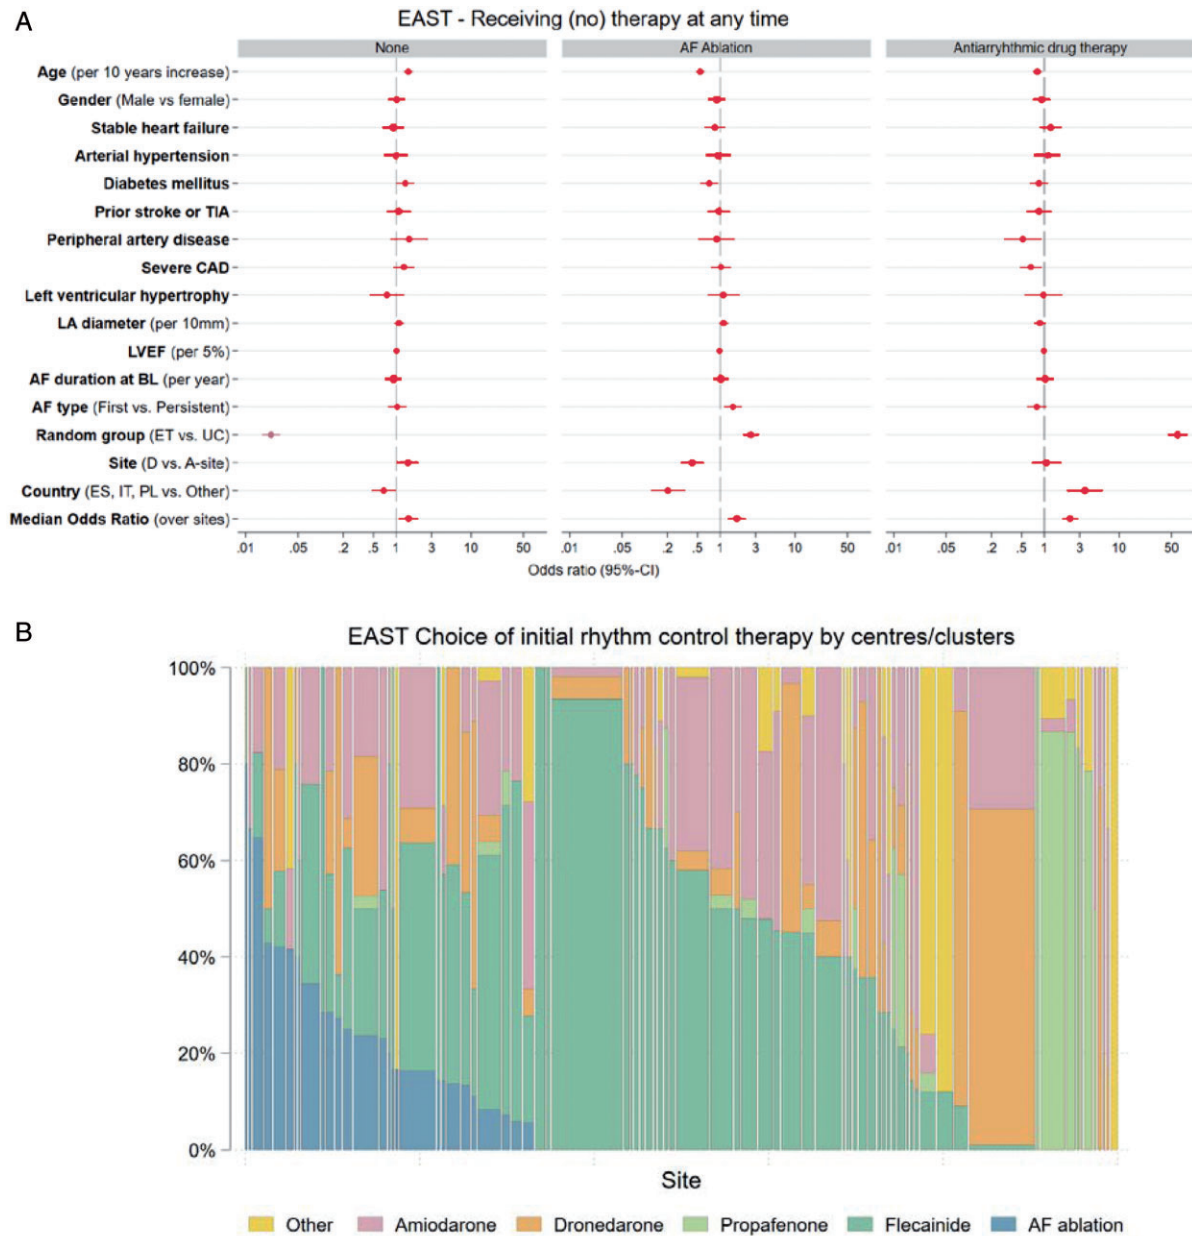 A
EAST - Receiving (no) therapy at any time
None
AF Ablation
Antiarryhthmic drug therapy
Age (per 10 years increase)
Gender (Male vs female)
Stable heart failure
Arterial hypertension
Diabetes mellitus
Prior stroke or TIA
Peripheral artery disease
Severe CAD
Left ventricular hypertrophy
LA diameter (per 10mm)
LVEF (per 5%)
AF duration at BL (per year)
AF type (First vs. Persistent)
Random group (ET vs. UC)
Site (D vs. A-site)
Country (ES, IT, PL vs. Other)
Median Odds Ratio (over sites)
.01 .05 .2 .5 1 3 10 50
.01 .05 .2 .5 1 3 10 50
.01 .05 .2 .5 1 3 10 50
Odds ratio (95%-CI)
B
EAST Choice of initial rhythm control therapy by centres/clusters
100%
80%
60%
40%
20%
0%
Site
Other Amiodarone Dronedarone Propafenone Flecainide AF ablation